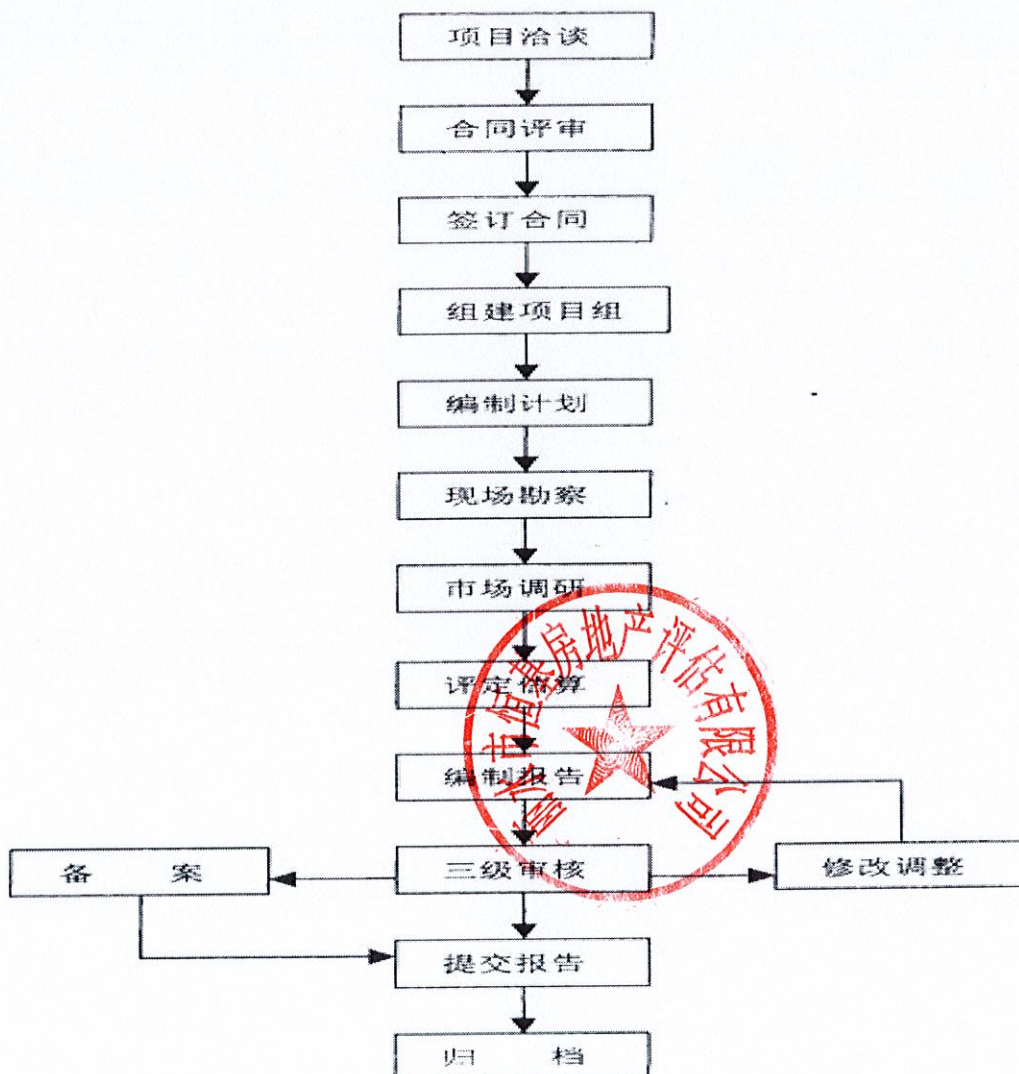 项目洽谈
合同评审
签订合同
组建项目组
编制计划
现场勘察
市场调研
评定估算
编制报告
备 案
三级审核
修改调整
提交报告
归 档
市值基房地产评估有限公司